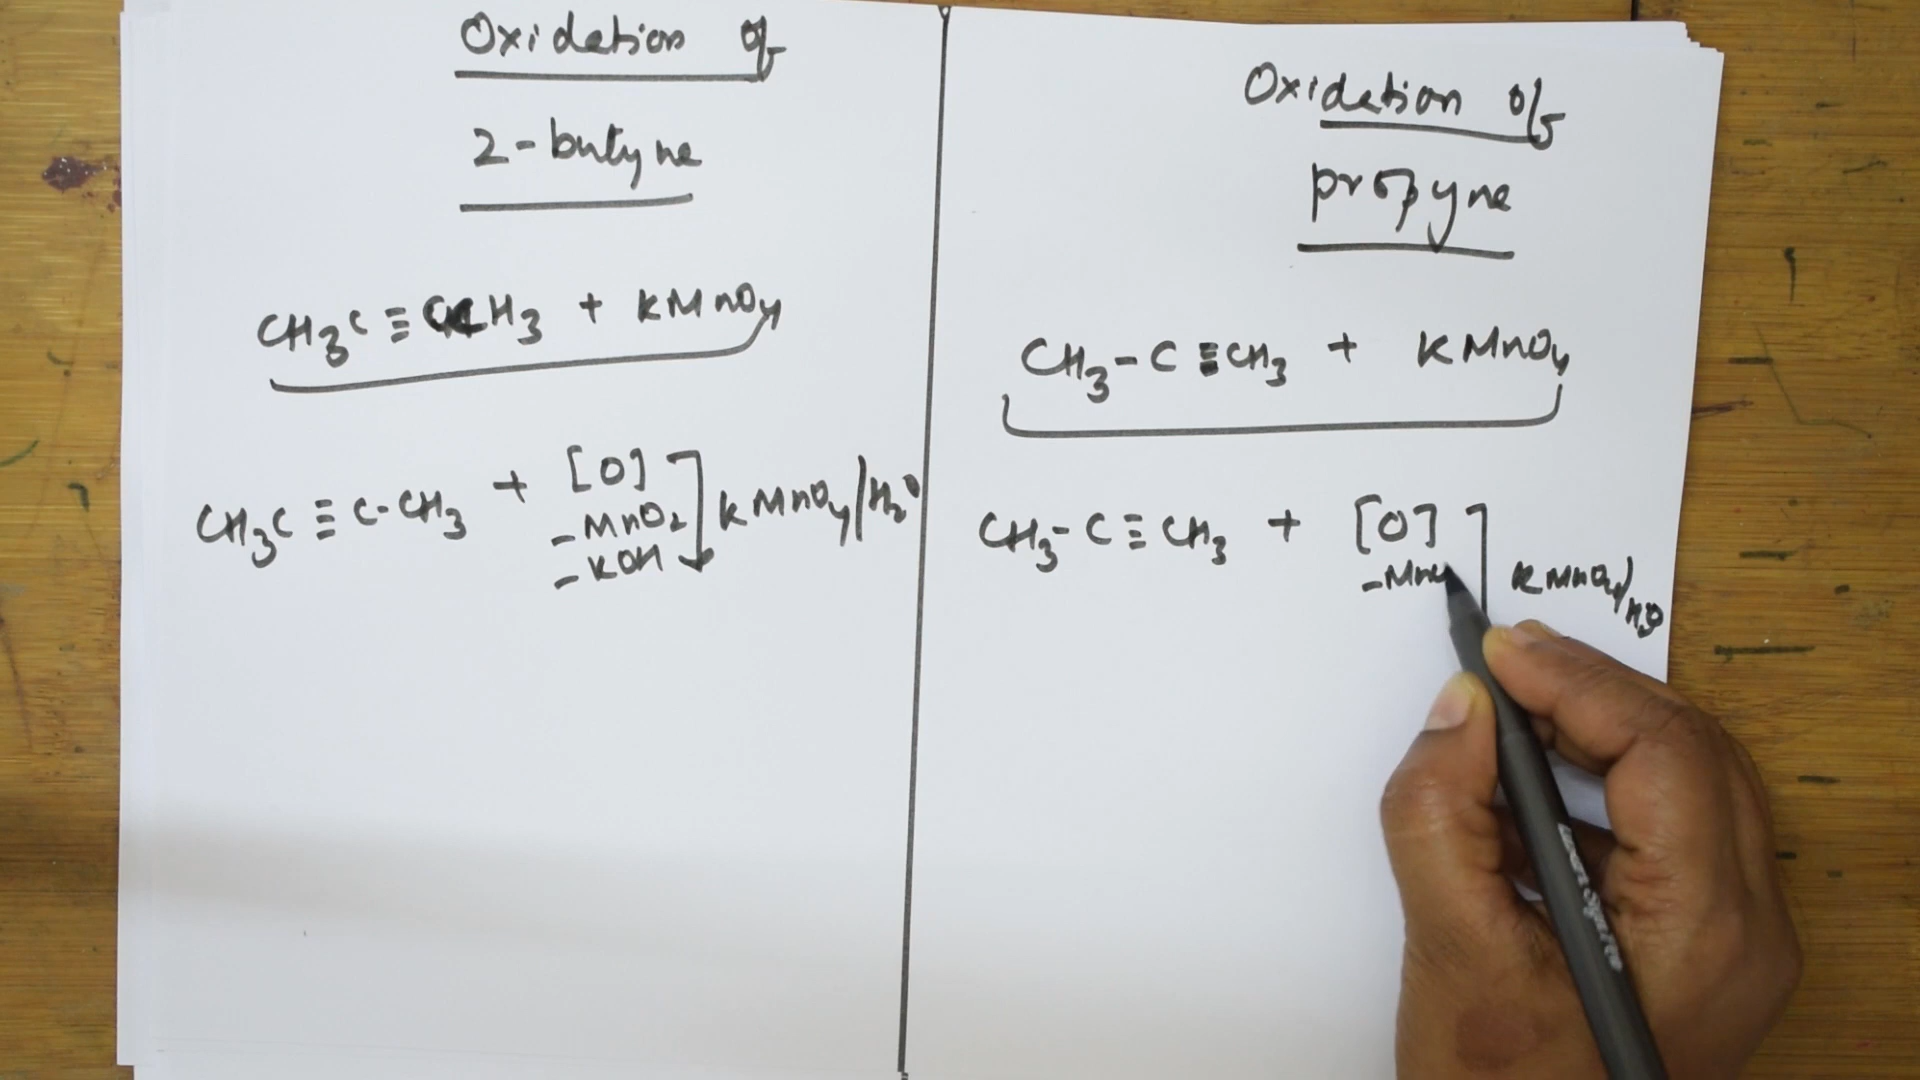 Oxidation of
2-butyne
CH3C ≡ CCH3 + KMnO4
CH3C ≡ C-CH3 + [O] KMnO4/H2O
-MnO2
-KOH
Oxidation of
propyne
CH3-C ≡CH3 + KMnO4
CH3-C≡CH3 + [O] KMnO4/H2O